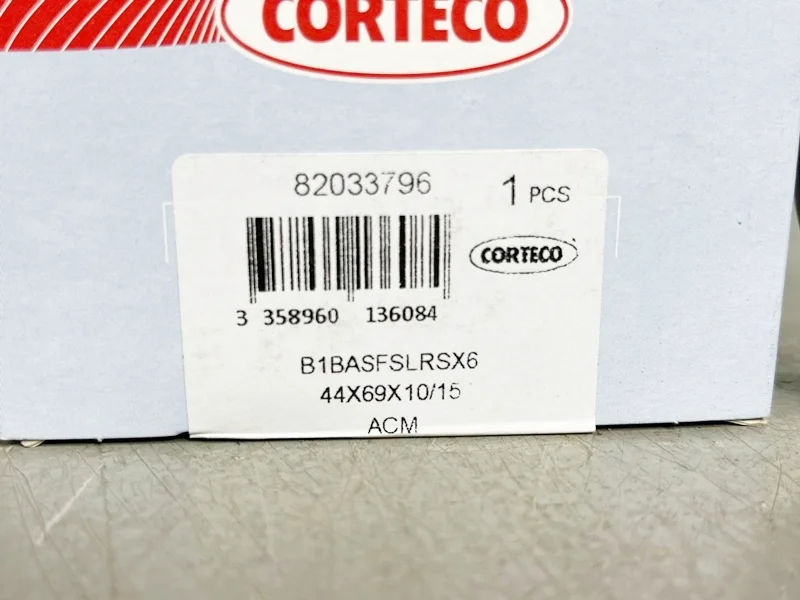 CORTECO
82033796
1 PCS
CORTECO
3 358960 136084
B1BASFSLRSX6
44X69X10/15
ACM